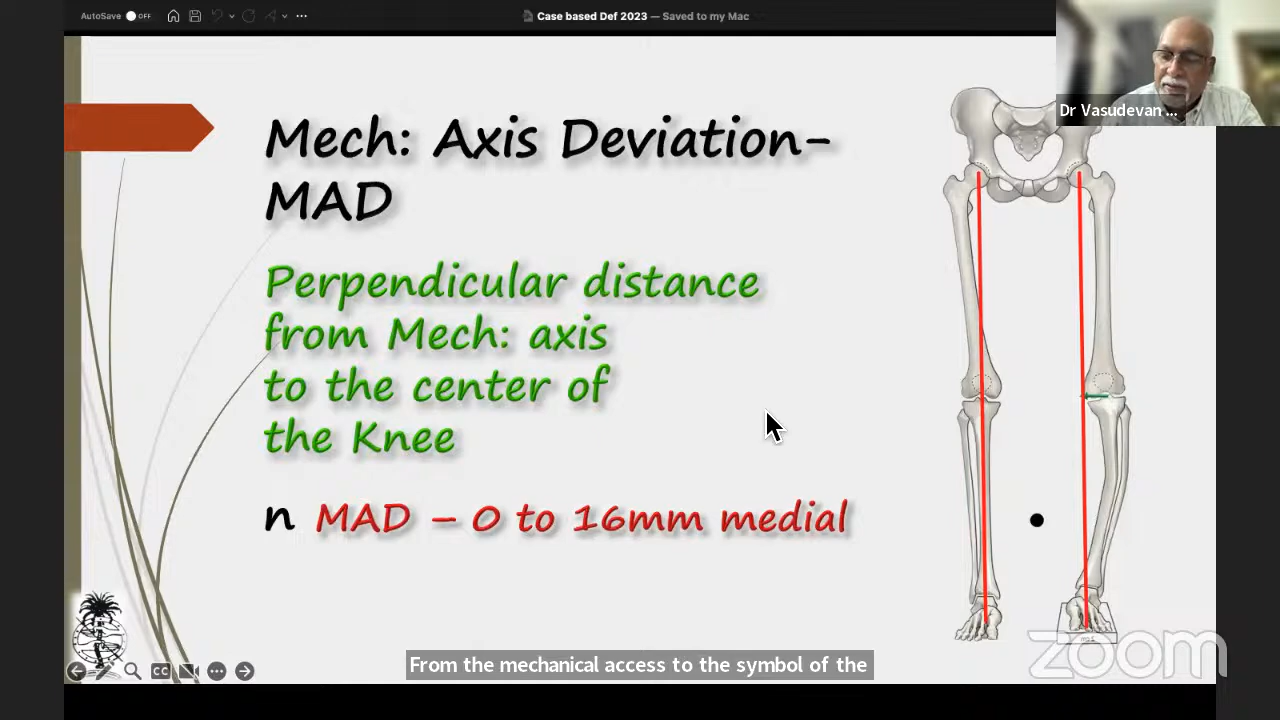 AutoSave OFF
Case based Def 2023 — Saved to my Mac
Dr Vasudevan ...
Mech: Axis Deviation-
MAD
Perpendicular distance
from Mech: axis
to the center of
the Knee
n MAD – 0 to 16mm medial
zoom
CC
From the mechanical access to the symbol of the